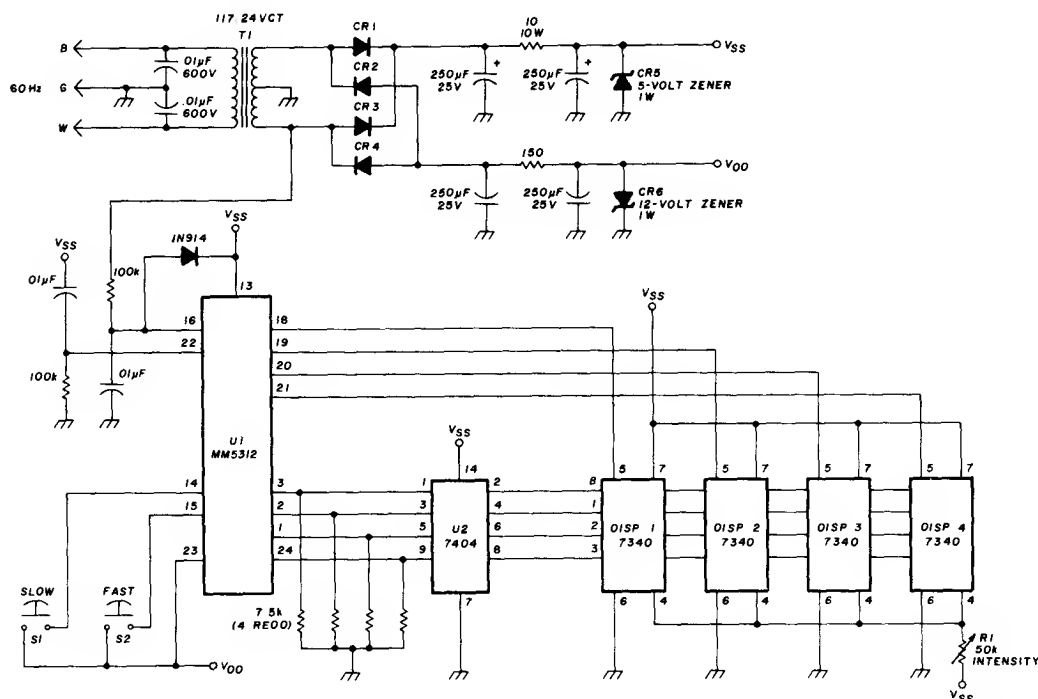 117:24VCT
T1
B
G
W
60Hz
.01µF
600V
.01µF
600V
CR1
CR2
CR3
CR4
10
10W
250µF
25V
+
250µF
25V
+
CR5
5-VOLT ZENER
1W
VSS
150
250µF
25V
250µF
25V
CR6
12-VOLT ZENER
1W
VDD
VSS
1N914
VSS
.01µF
100k
100k
.01µF
13
16
22
18
19
20
21
U1
MM5312
14
15
23
3
2
1
24
SLOW
S1
FAST
S2
VDD
7.5k
(4 REQD)
VSS
14
1
3
5
9
2
4
6
8
U2
7404
7
VSS
8
1
2
3
5
7
DISP 1
7340
6
4
5
7
DISP 2
7340
6
4
5
7
DISP 3
7340
6
4
5
7
DISP 4
7340
6
4
R1
50k
INTENSITY
VSS